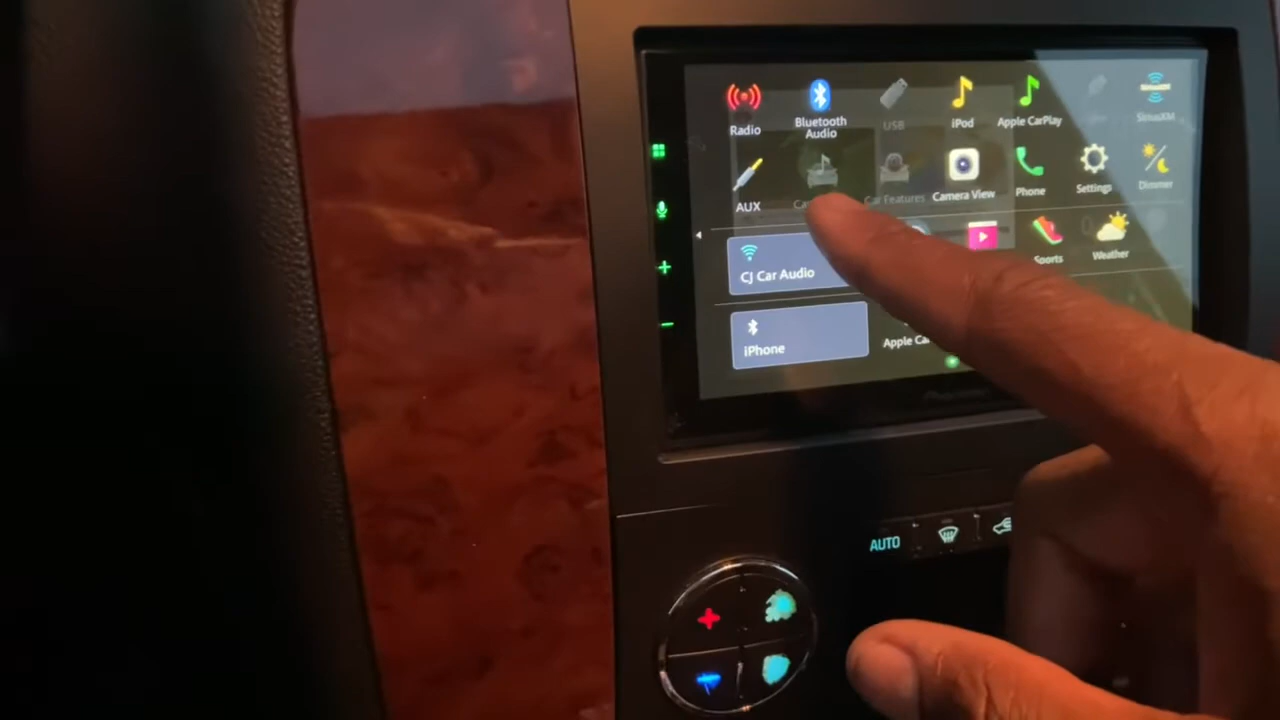 Radio
Bluetooth
Audio
USB
iPod
Apple CarPlay
SiriusXM
AUX
Car Features
Camera View
Phone
Settings
Dimmer
CJ Car Audio
Sports
Weather
iPhone
Apple Ca
AUTO